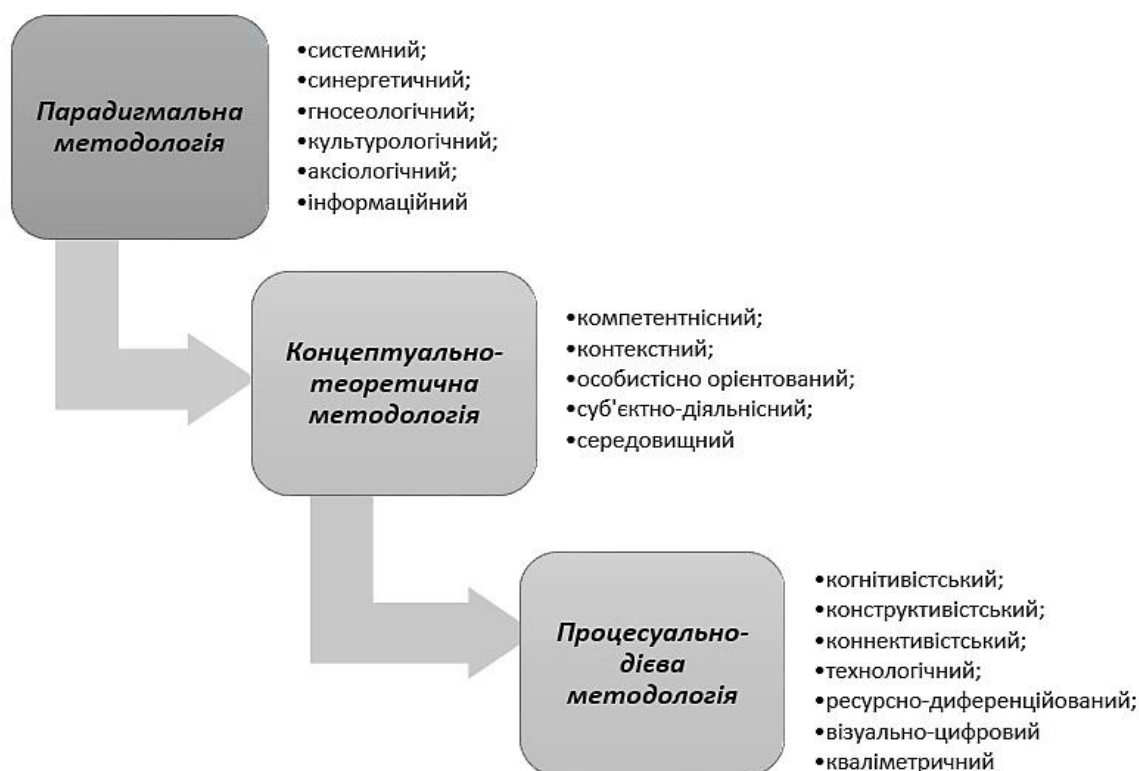 Парадигмальна
методологія
•системний;
•синергетичний;
•гносеологічний;
•культурологічний;
•аксіологічний;
•інформаційний
Концептуально-
теоретична
методологія
•компетентнісний;
•контекстний;
•особистісно орієнтований;
•суб'єктно-діяльнісний;
•середовищний
Процесуально-
дієва
методологія
•когнітивістський;
•конструктивістський;
•коннективістський;
•технологічний;
•ресурсно-диференційований;
•візуально-цифровий
•кваліметричний